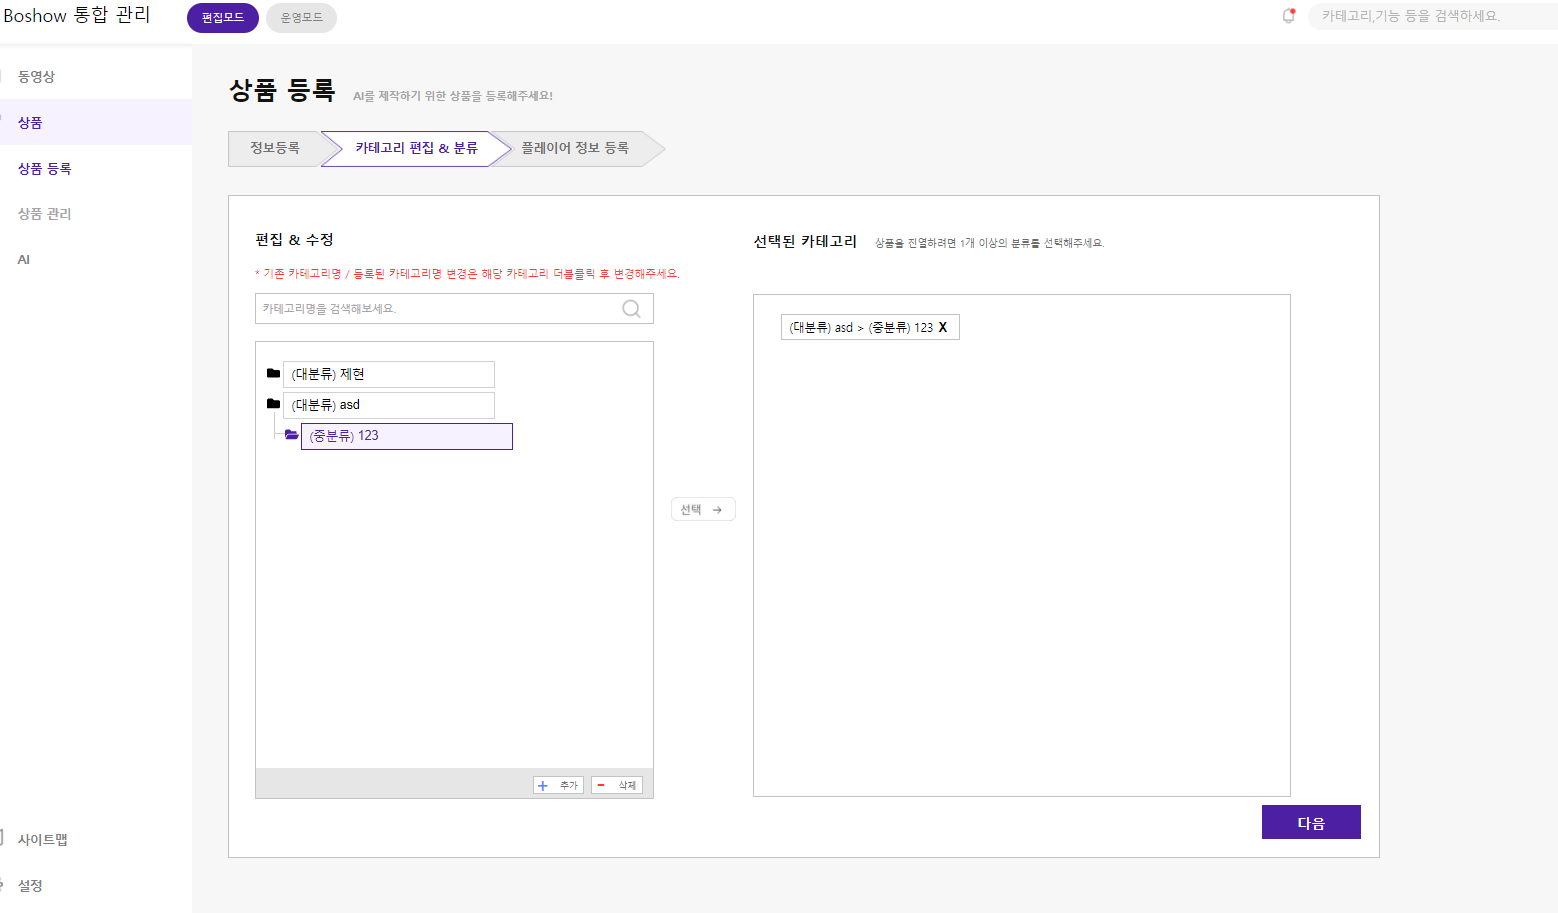 Boshow 통합 관리
편집모드
운영모드
카테고리,기능 등을 검색하세요.
동영상
상품
상품 등록
상품 관리
AI
사이트맵
설정
상품 등록 AI를 제작하기 위한 상품을 등록해주세요!
정보등록
카테고리 편집 & 분류
플레이어 정보 등록
편집 & 수정
* 기존 카테고리명 / 등록된 카테고리명 변경은 해당 카테고리 더블클릭 후 변경해주세요.
카테고리명을 검색해보세요.
(대분류) 제현
(대분류) asd
(중분류) 123
+ 추가
- 삭제
선택 →
선택된 카테고리 상품을 진열하려면 1개 이상의 분류를 선택해주세요.
(대분류) asd > (중분류) 123 X
다음